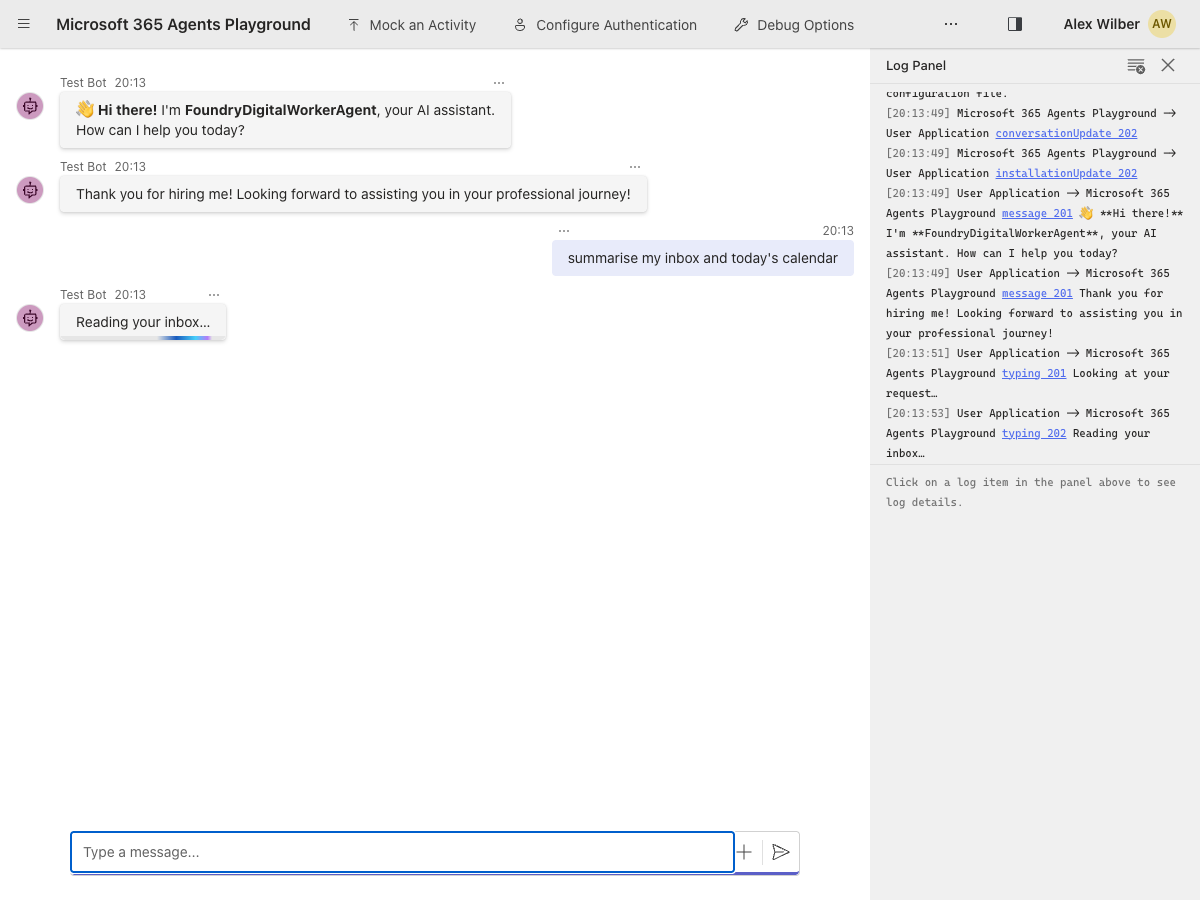 Microsoft 365 Agents Playground
Mock an Activity
Configure Authentication
Debug Options
Alex Wilber
AW
Test Bot 20:13
👋 Hi there! I'm FoundryDigitalWorkerAgent, your AI assistant.
How can I help you today?
Test Bot 20:13
Thank you for hiring me! Looking forward to assisting you in your professional journey!
20:13
summarise my inbox and today's calendar
Test Bot 20:13
Reading your inbox...
Type a message...
Log Panel
configuration file.
[20:13:49] Microsoft 365 Agents Playground →
User Application conversationUpdate 202
[20:13:49] Microsoft 365 Agents Playground →
User Application installationUpdate 202
[20:13:49] User Application → Microsoft 365
Agents Playground message 201 👋 **Hi there!**
I'm **FoundryDigitalWorkerAgent**, your AI
assistant. How can I help you today?
[20:13:49] User Application → Microsoft 365
Agents Playground message 201 Thank you for
hiring me! Looking forward to assisting you in
your professional journey!
[20:13:51] User Application → Microsoft 365
Agents Playground typing 201 Looking at your
request…
[20:13:53] User Application → Microsoft 365
Agents Playground typing 202 Reading your
inbox…
Click on a log item in the panel above to see
log details.